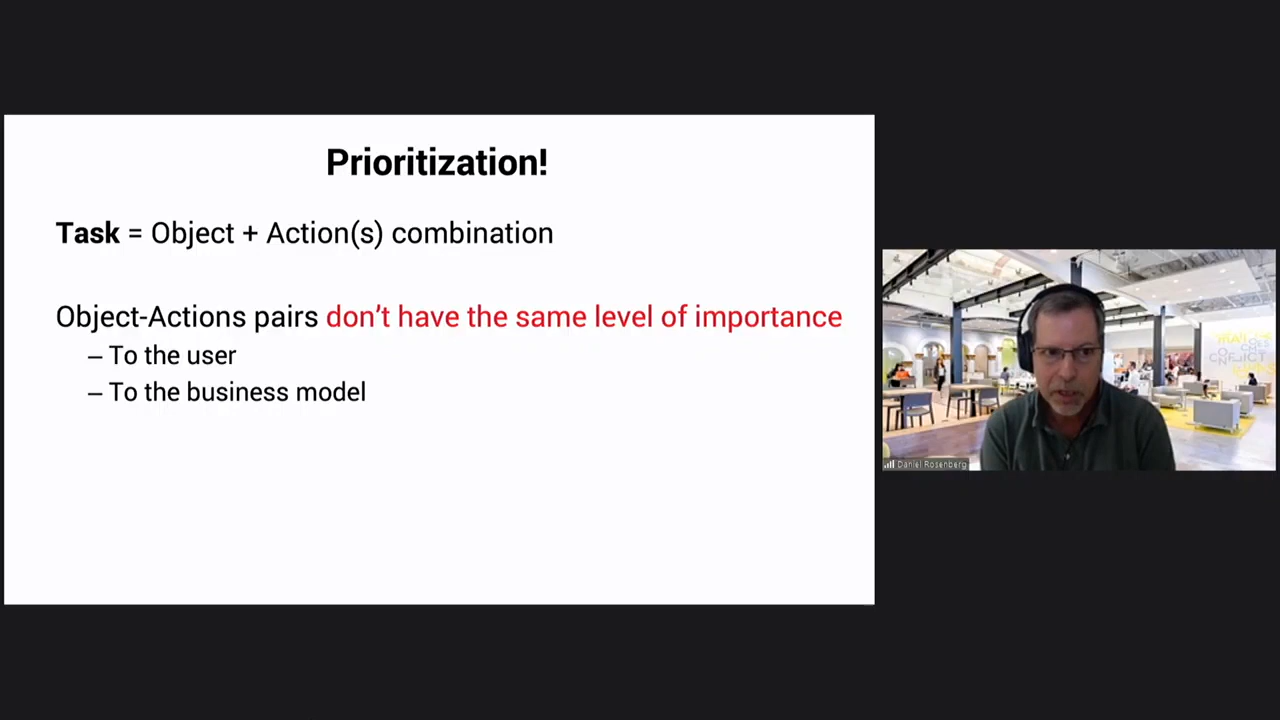 Prioritization!
Task = Object + Action(s) combination
Object-Actions pairs don't have the same level of importance
– To the user
– To the business model
Daniel Rosenberg